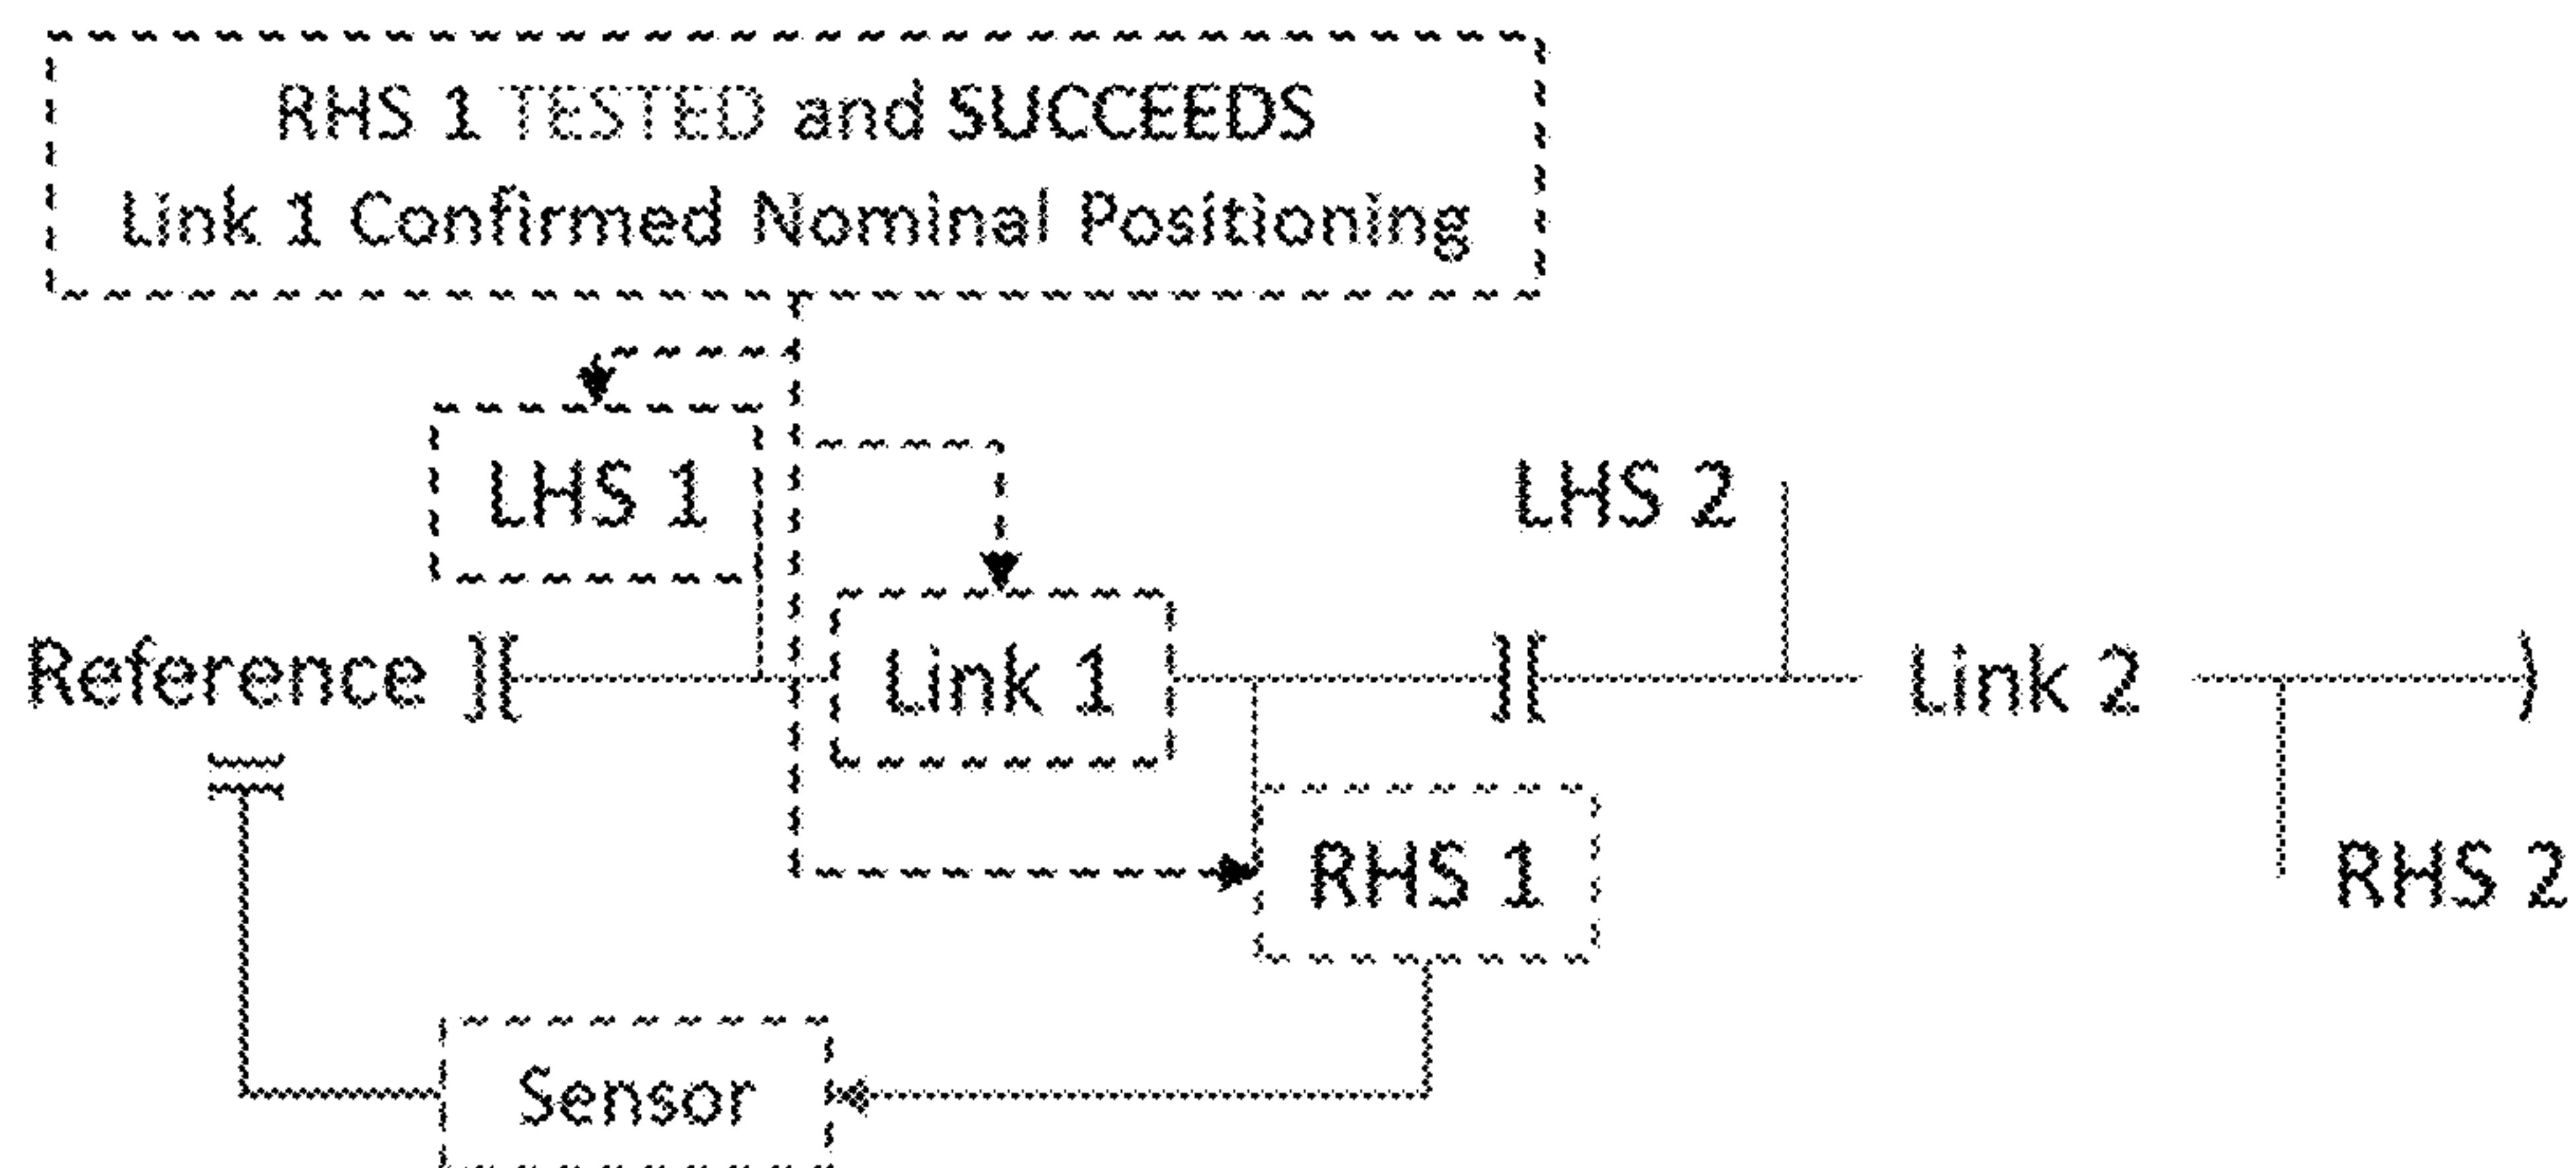 RHS 1 TESTED and SUCCEEDS
Link 1 Confirmed Nominal Positioning
LHS 1
LHS 2
Reference ][
Link 1
][
Link 2
)
RHS 1
RHS 2
Sensor